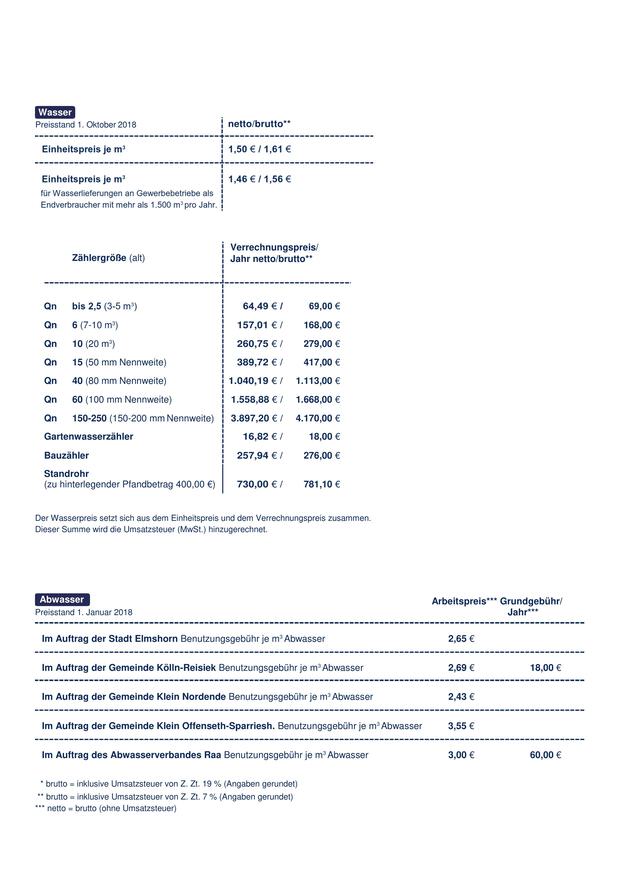 Wasser
Preisstand 1. Oktober 2018 netto/brutto**
Einheitspreis je m³ 1,50 € / 1,61 €
Einheitspreis je m³ 1,46 € / 1,56 €
für Wasserlieferungen an Gewerbebetriebe als
Endverbraucher mit mehr als 1.500 m³ pro Jahr.
Zählergröße (alt) Verrechnungspreis/
Jahr netto/brutto**
Qn bis 2,5 (3-5 m³) 64,49 € / 69,00 €
Qn 6 (7-10 m³) 157,01 € / 168,00 €
Qn 10 (20 m³) 260,75 € / 279,00 €
Qn 15 (50 mm Nennweite) 389,72 € / 417,00 €
Qn 40 (80 mm Nennweite) 1.040,19 € / 1.113,00 €
Qn 60 (100 mm Nennweite) 1.558,88 € / 1.668,00 €
Qn 150-250 (150-200 mm Nennweite) 3.897,20 € / 4.170,00 €
Gartenwasserzähler 16,82 € / 18,00 €
Bauzähler 257,94 € / 276,00 €
Standrohr
(zu hinterlegender Pfandbetrag 400,00 €) 730,00 € / 781,10 €
Der Wasserpreis setzt sich aus dem Einheitspreis und dem Verrechnungspreis zusammen.
Dieser Summe wird die Umsatzsteuer (MwSt.) hinzugerechnet.
Abwasser Arbeitspreis*** Grundgebühr/
Preisstand 1. Januar 2018 Jahr***
Im Auftrag der Stadt Elmshorn Benutzungsgebühr je m³ Abwasser 2,65 €
Im Auftrag der Gemeinde Kölln-Reisiek Benutzungsgebühr je m³ Abwasser 2,69 € 18,00 €
Im Auftrag der Gemeinde Klein Nordende Benutzungsgebühr je m³ Abwasser 2,43 €
Im Auftrag der Gemeinde Klein Offenseth-Sparriesh. Benutzungsgebühr je m³ Abwasser 3,55 €
Im Auftrag des Abwasserverbandes Raa Benutzungsgebühr je m³ Abwasser 3,00 € 60,00 €
* brutto = inklusive Umsatzsteuer von Z. Zt. 19 % (Angaben gerundet)
** brutto = inklusive Umsatzsteuer von Z. Zt. 7 % (Angaben gerundet)
*** netto = brutto (ohne Umsatzsteuer)